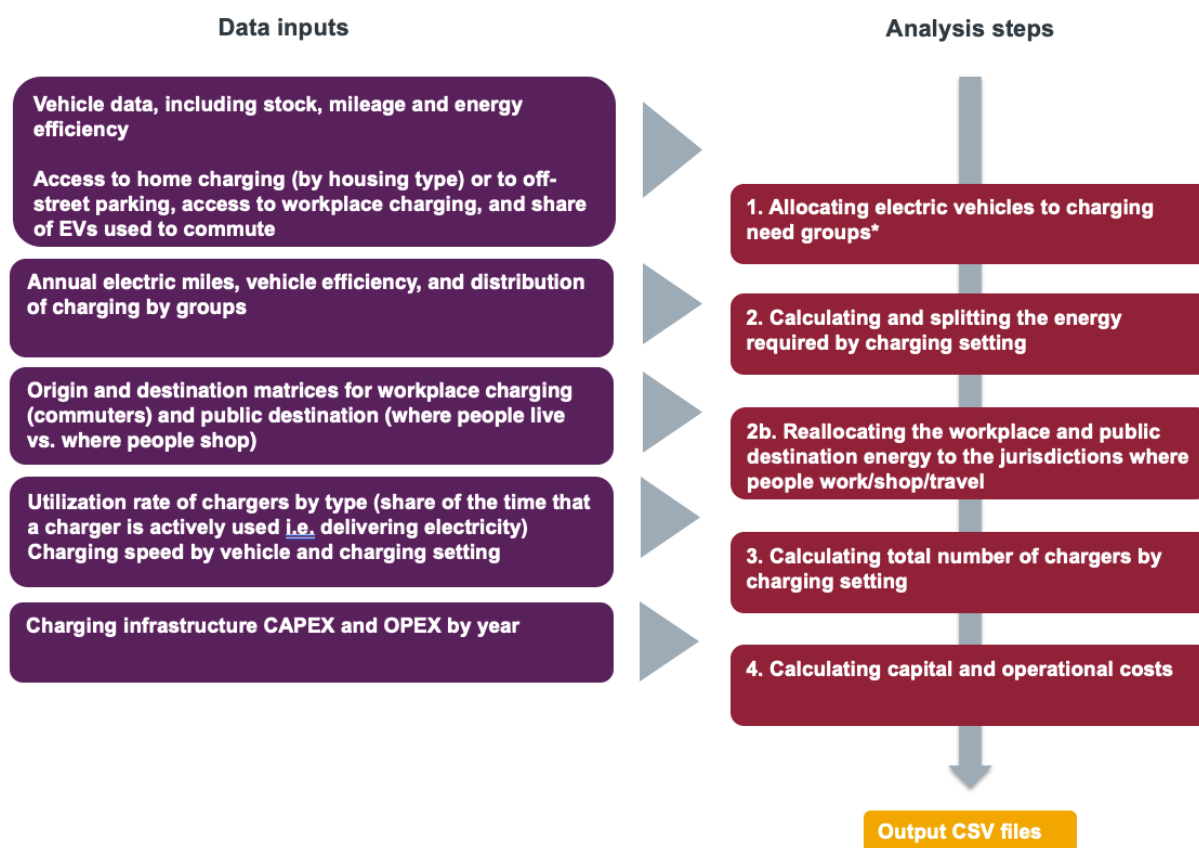 Data inputs
Analysis steps
Vehicle data, including stock, mileage and energy
efficiency
Access to home charging (by housing type) or to off-
street parking, access to workplace charging, and share
of EVs used to commute
1. Allocating electric vehicles to charging
need groups*
Annual electric miles, vehicle efficiency, and distribution
of charging by groups
2. Calculating and splitting the energy
required by charging setting
Origin and destination matrices for workplace charging
(commuters) and public destination (where people live
vs. where people shop)
2b. Reallocating the workplace and public
destination energy to the jurisdictions where
people work/shop/travel
Utilization rate of chargers by type (share of the time that
a charger is actively used i.e. delivering electricity)
Charging speed by vehicle and charging setting
3. Calculating total number of chargers by
charging setting
Charging infrastructure CAPEX and OPEX by year
4. Calculating capital and operational costs
Output CSV files